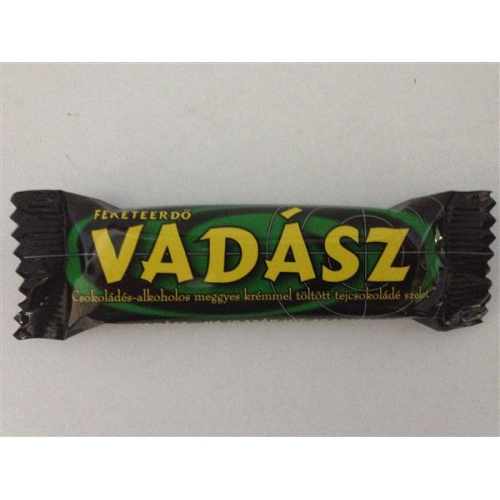 FEKETEERDŐ
VADÁSZ
Csokoládés-alkoholos meggyes krémmel töltött tejcsokoládé szelet